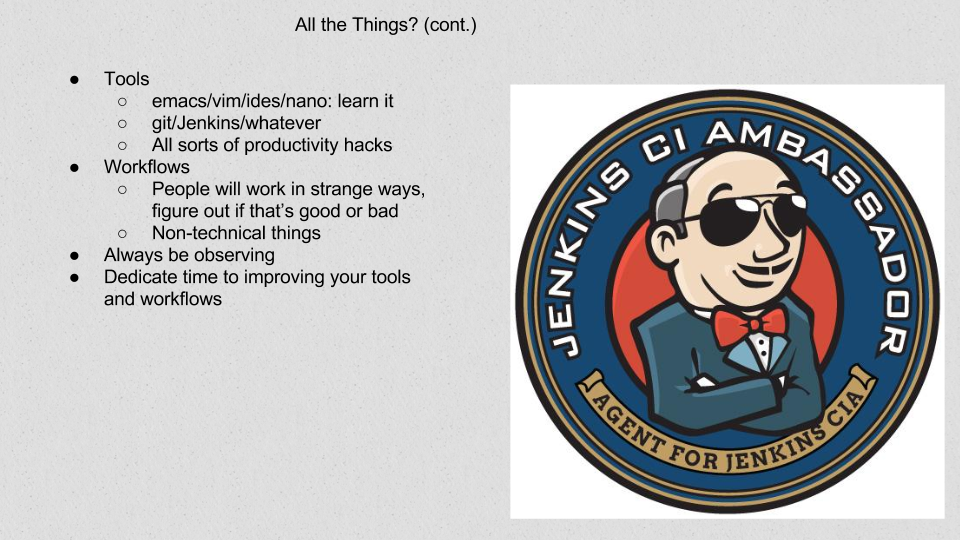 All the Things? (cont.)
● Tools
○ emacs/vim/ides/nano: learn it
○ git/Jenkins/whatever
○ All sorts of productivity hacks
● Workflows
○ People will work in strange ways,
figure out if that’s good or bad
○ Non-technical things
● Always be observing
● Dedicate time to improving your tools
and workflows
JENKINS CI AMBASSADOR
AGENT FOR JENKINS CIA